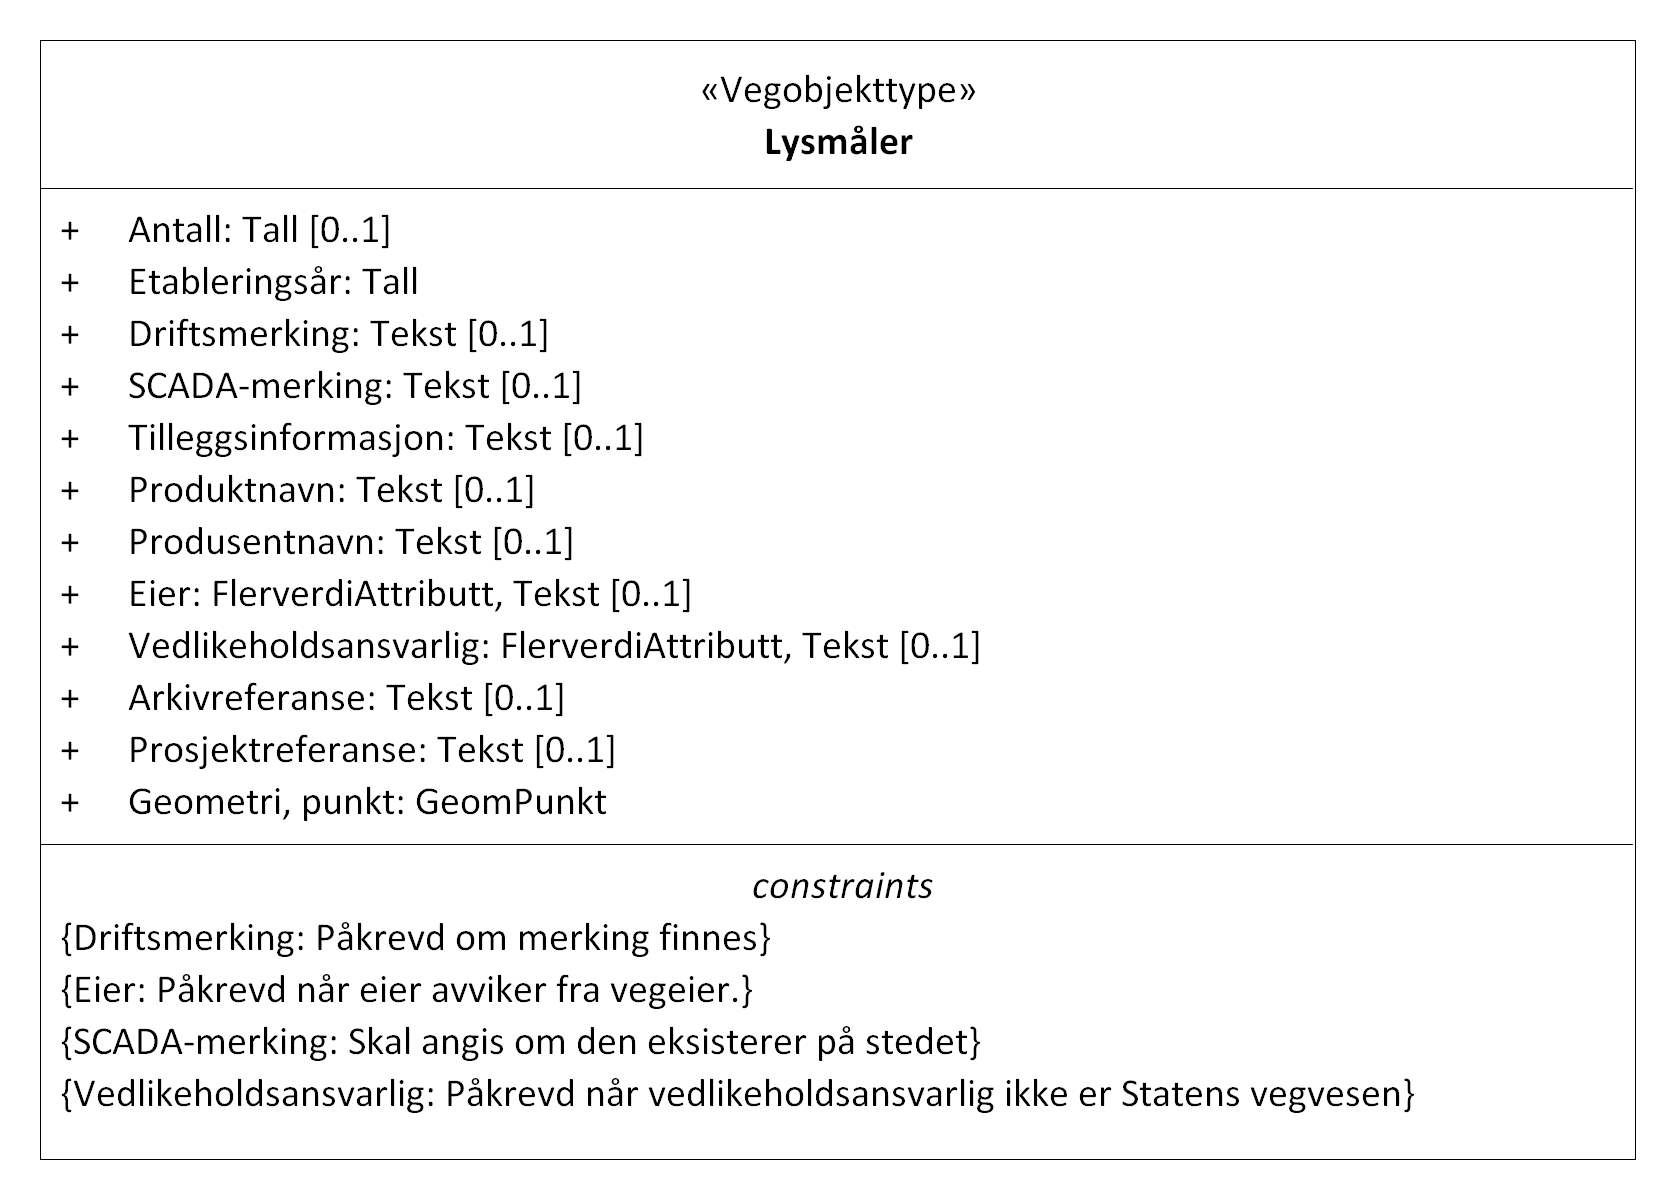 «Vegobjekttype»
Lysmåler
+ Antall: Tall [0..1]
+ Etableringsår: Tall
+ Driftsmerking: Tekst [0..1]
+ SCADA-merking: Tekst [0..1]
+ Tilleggsinformasjon: Tekst [0..1]
+ Produktnavn: Tekst [0..1]
+ Produsentnavn: Tekst [0..1]
+ Eier: FlerverdiAttributt, Tekst [0..1]
+ Vedlikeholdsansvarlig: FlerverdiAttributt, Tekst [0..1]
+ Arkivreferanse: Tekst [0..1]
+ Prosjektreferanse: Tekst [0..1]
+ Geometri, punkt: GeomPunkt
constraints
{Driftsmerking: Påkrevd om merking finnes}
{Eier: Påkrevd når eier avviker fra vegeier.}
{SCADA-merking: Skal angis om den eksisterer på stedet}
{Vedlikeholdsansvarlig: Påkrevd når vedlikeholdsansvarlig ikke er Statens vegvesen}